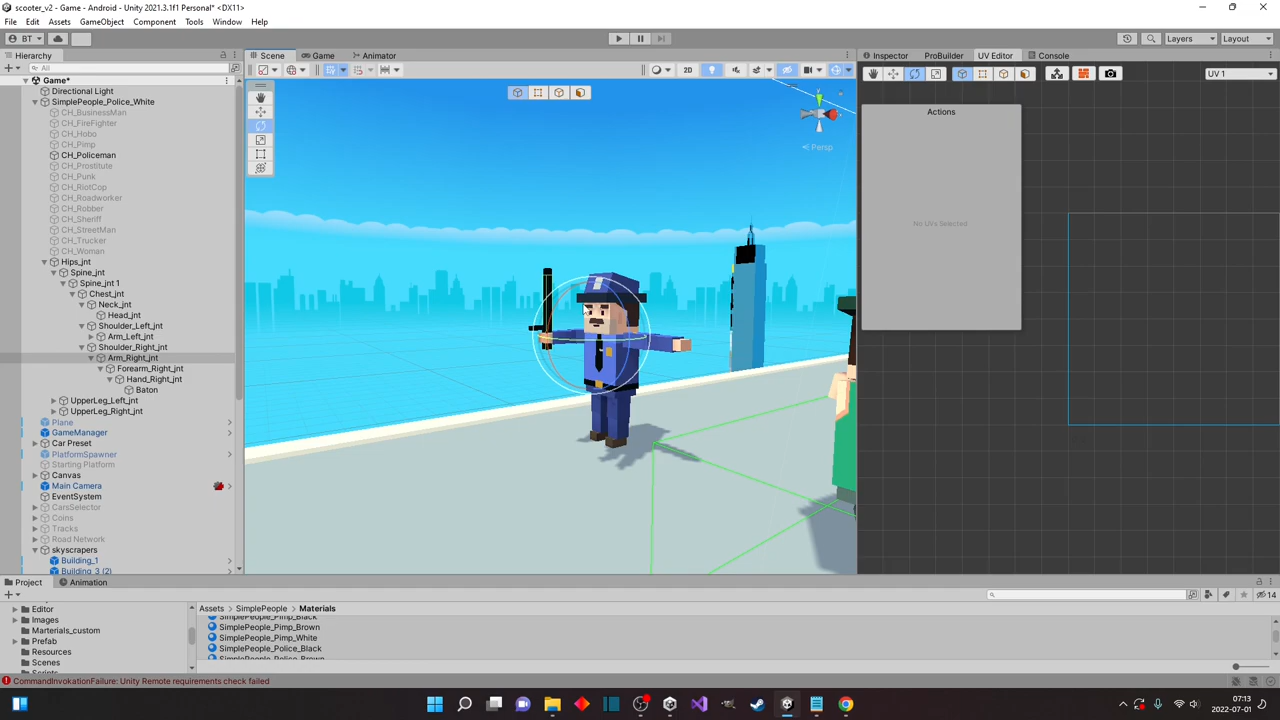 scooter_v2 - Game - Android - Unity 2021.3.1f1 Personal* <DX11>
File Edit Assets GameObject Component Tools Services Window Help
BT Layers Layout
Hierarchy Scene Game Animator Inspector ProBuilder UV Editor Console
All 2D UV 1
Game*
Directional Light
SimplePeople_Police_White
CH_BusinessMan
CH_FireFighter
CH_Hobo
CH_Pimp
CH_Policeman
CH_Prostitute
CH_Punk
CH_RiotCop
CH_Roadworker
CH_Robber
CH_Sheriff
CH_StreetMan
CH_Trucker
CH_Woman
Hips_jnt
Spine_jnt
Spine_jnt 1
Chest_jnt
Neck_jnt
Head_jnt
Shoulder_Left_jnt
Arm_Left_jnt
Shoulder_Right_jnt
Arm_Right_jnt
Forearm_Right_jnt
Hand_Right_jnt
Baton
UpperLeg_Left_jnt
UpperLeg_Right_jnt
Plane
GameManager
Car Preset
PlatformSpawner
Starting Platform
Canvas
Main Camera
EventSystem
CarsSelector
Coins
Tracks
Road Network
skyscrapers
Building_1
Building_3 (2)
Persp
Actions
No UVs Selected
Project Animation
14
Editor
Images
Marterials_custom
Prefab
Resources
Scenes
Scripts
Assets > SimplePeople > Materials
SimplePeople_Pimp_Black
SimplePeople_Pimp_Brown
SimplePeople_Pimp_White
SimplePeople_Police_Black
SimplePeople_Police_Brown
CommandInvokationFailure: Unity Remote requirements check failed
07:13
2022-07-01